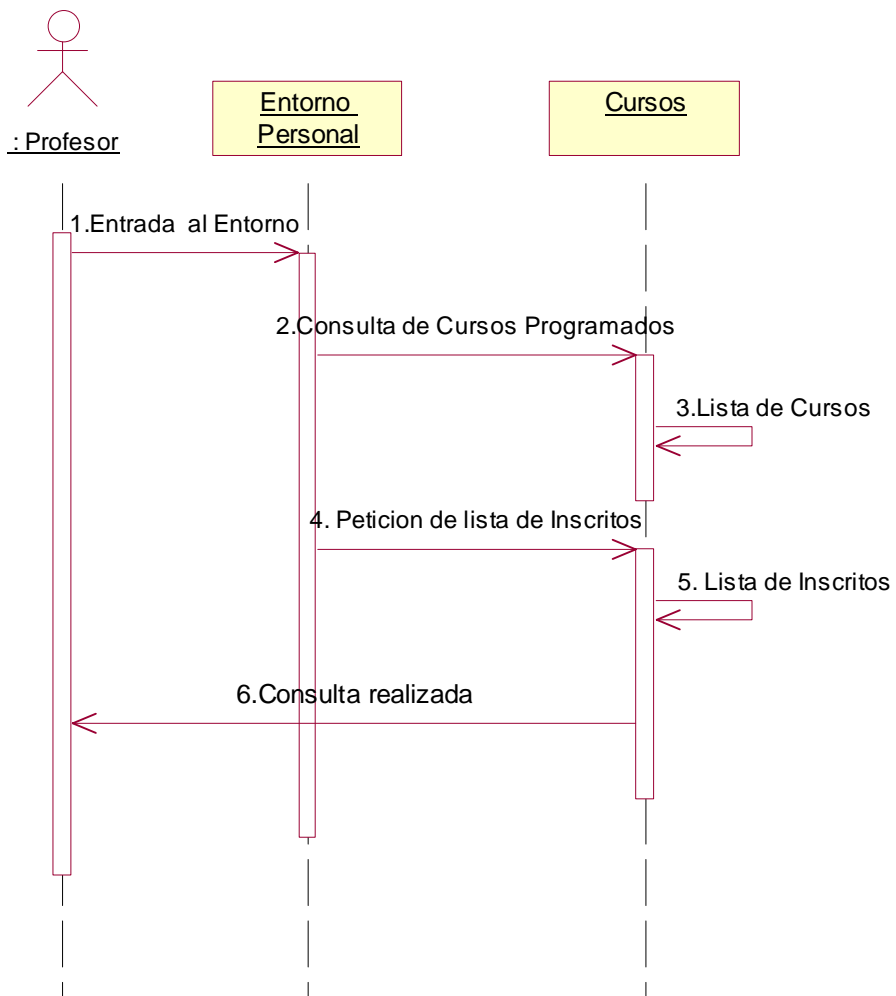 Entorno
Personal
Cursos
: Profesor
1.Entrada al Entorno
2.Consulta de Cursos Programados
3.Lista de Cursos
4. Peticion de lista de Inscritos
5. Lista de Inscritos
6.Consulta realizada